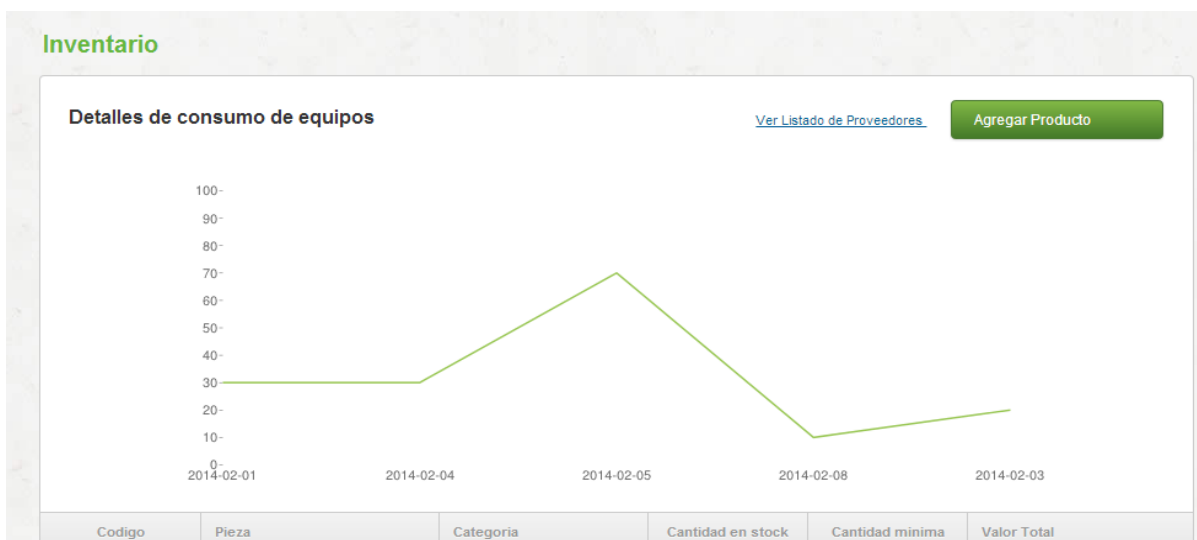 Inventario
Detalles de consumo de equipos
Ver Listado de Proveedores
Agregar Producto
100
90
80
70
60
50
40
30
20
10
0
2014-02-01 2014-02-04 2014-02-05 2014-02-08 2014-02-03
Codigo Pieza Categoria Cantidad en stock Cantidad minima Valor Total